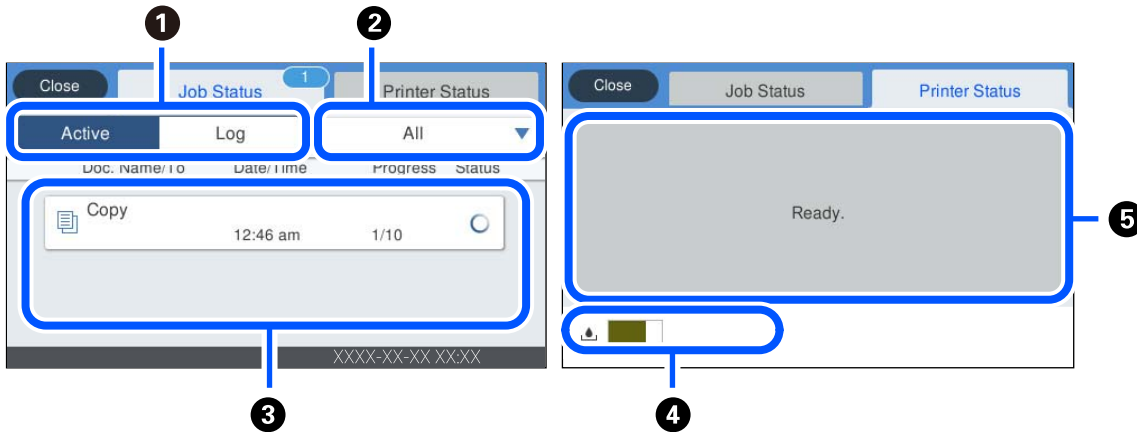 1 2
Close Job Status 1 Printer Status
Active Log All
Doc. Name/To Date/Time Progress Status
Copy
12:46 am 1/10
XXXX-XX-XX XX:XX
3
Close Job Status Printer Status
Ready.
5
4